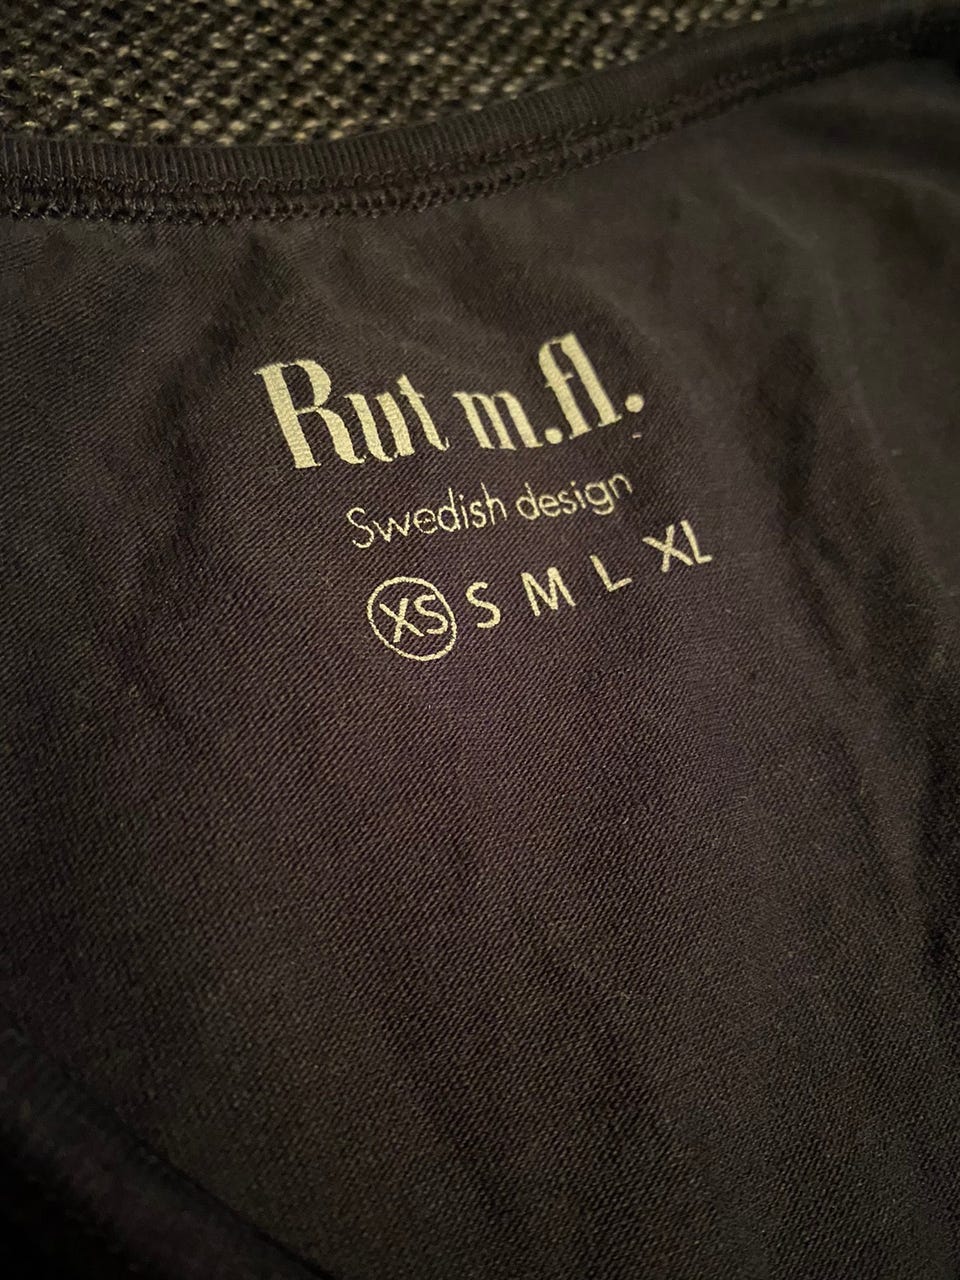 Rut m.fl.
Swedish design
XS S M L XL